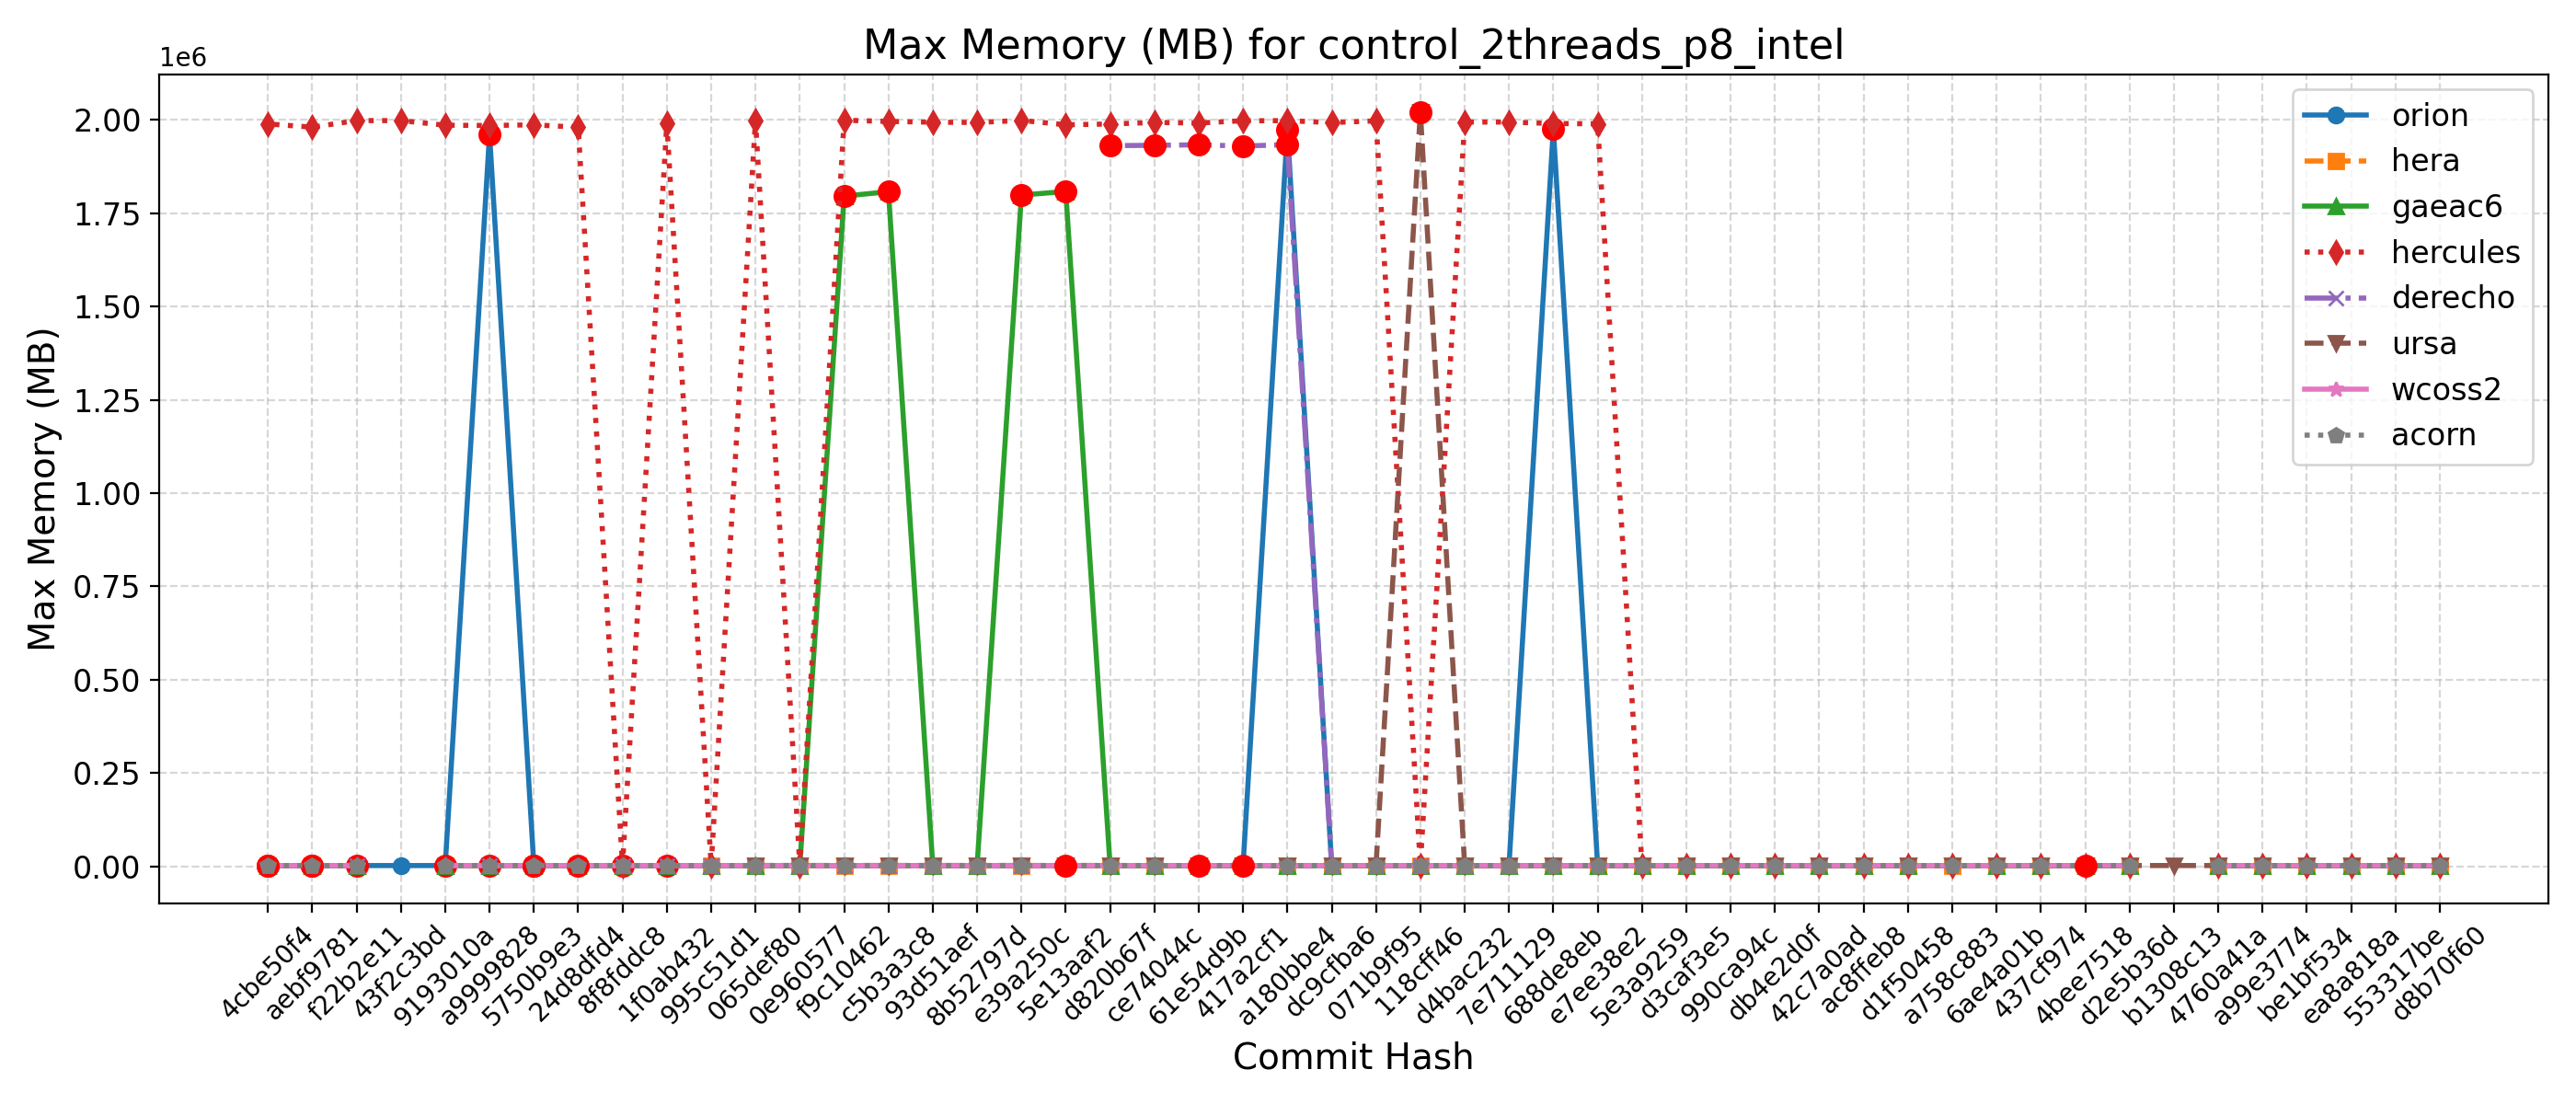 Max Memory (MB) for control_2threads_p8_intel
1e6
2.00
1.75
1.50
1.25
1.00
0.75
0.50
0.25
0.00
Max Memory (MB)
orion
hera
gaeac6
hercules
derecho
ursa
wcoss2
acorn
4cbe50f4
aebf9781
f22b2e11
43f2c3bd
9193010a
a9999828
5750b9e3
24d8dfd4
8f8fddc8
1f0ab432
995c51d1
065def80
0e960577
f9c10462
c5b3a3c8
93d51aef
8b52797d
e39a250c
5e13aaf2
d820b67f
ce74044c
61e54d9b
417a2cf1
a180bbe4
dc9cfba6
071b9f95
118cff46
d4bac232
7e711129
688de8eb
e7ee38e2
5e3a9259
d3caf3e5
990ca94c
db4e2d0f
42c7a0ad
ac8ffeb8
d1f50458
a758c883
6ae4a01b
437cf974
4bee7518
d2e5b36d
b1308c13
4760a41a
a99e3774
be1bf534
ea8a818a
553317be
d8b70f60
Commit Hash